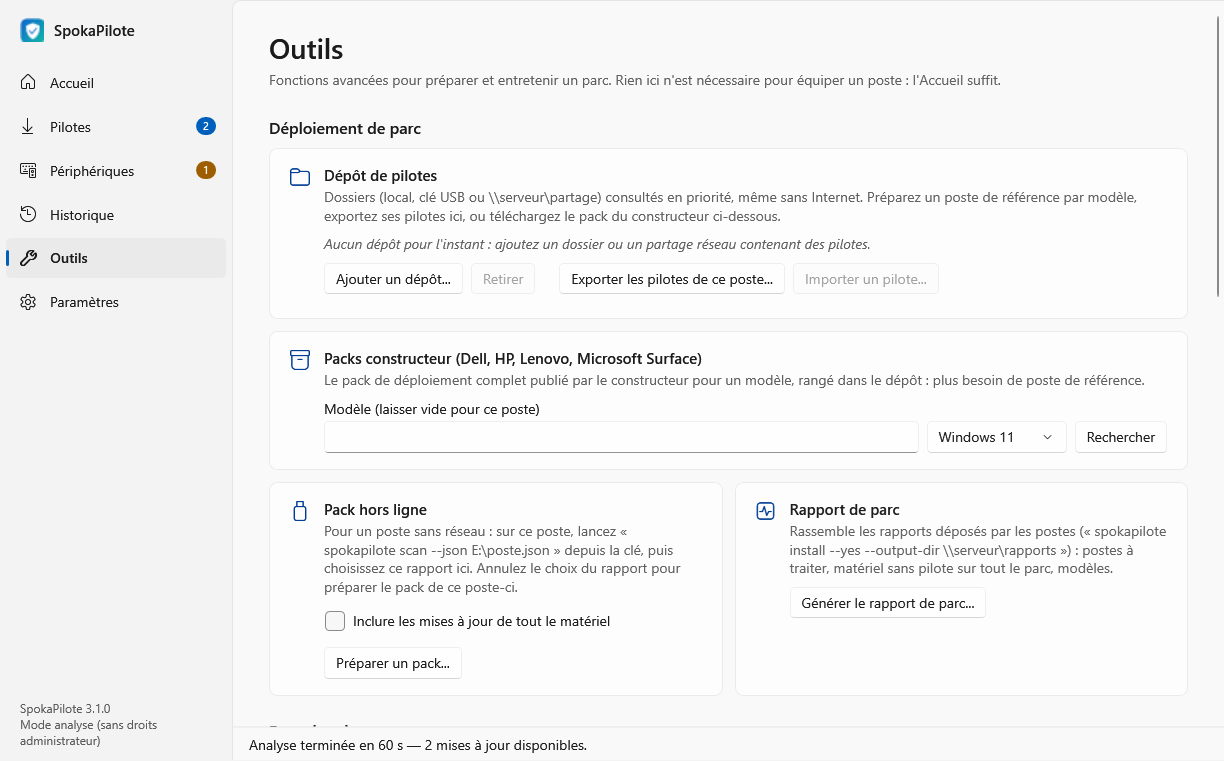 SpokaPilote
Accueil
Pilotes
2
Périphériques
1
Historique
Outils
Paramètres
SpokaPilote 3.1.0
Mode analyse (sans droits
administrateur)
Outils
Fonctions avancées pour préparer et entretenir un parc. Rien ici n'est nécessaire pour équiper un poste : l'Accueil suffit.
Déploiement de parc
Dépôt de pilotes
Dossiers (local, clé USB ou \\serveur\partage) consultés en priorité, même sans Internet. Préparez un poste de référence par modèle,
exportez ses pilotes ici, ou téléchargez le pack du constructeur ci-dessous.
Aucun dépôt pour l'instant : ajoutez un dossier ou un partage réseau contenant des pilotes.
Ajouter un dépôt...
Retirer
Exporter les pilotes de ce poste...
Importer un pilote...
Packs constructeur (Dell, HP, Lenovo, Microsoft Surface)
Le pack de déploiement complet publié par le constructeur pour un modèle, rangé dans le dépôt : plus besoin de poste de référence.
Modèle (laisser vide pour ce poste)
Windows 11
Rechercher
Pack hors ligne
Pour un poste sans réseau : sur ce poste, lancez «
spokapilote scan --json E:\poste.json » depuis la clé, puis
choisissez ce rapport ici. Annulez le choix du rapport pour
préparer le pack de ce poste-ci.
Inclure les mises à jour de tout le matériel
Préparer un pack...
Rapport de parc
Rassemble les rapports déposés par les postes (« spokapilote
install --yes --output-dir \\serveur\rapports ») : postes à
traiter, matériel sans pilote sur tout le parc, modèles.
Générer le rapport de parc...
Analyse terminée en 60 s — 2 mises à jour disponibles.